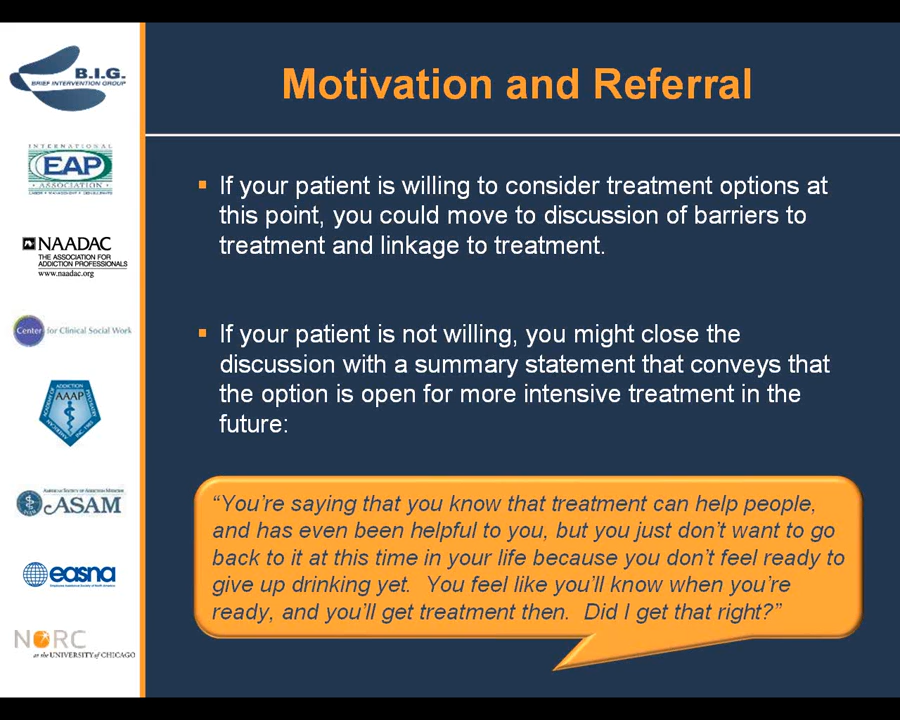 B.I.G.
BRIEF INTERVENTION GROUP
INTERNATIONAL
EAP
ASSOCIATION
NAADAC
THE ASSOCIATION FOR
ADDICTION PROFESSIONALS
www.naadac.org
Center for Clinical Social Work
AAAP
AMERICAN SOCIETY OF ADDICTION MEDICINE
ASAM
easna
NORC
at the UNIVERSITY of CHICAGO
Motivation and Referral
If your patient is willing to consider treatment options at
this point, you could move to discussion of barriers to
treatment and linkage to treatment.
If your patient is not willing, you might close the
discussion with a summary statement that conveys that
the option is open for more intensive treatment in the
future:
“You’re saying that you know that treatment can help people,
and has even been helpful to you, but you just don’t want to go
back to it at this time in your life because you don’t feel ready to
give up drinking yet.  You feel like you’ll know when you’re
ready, and you’ll get treatment then.  Did I get that right?”